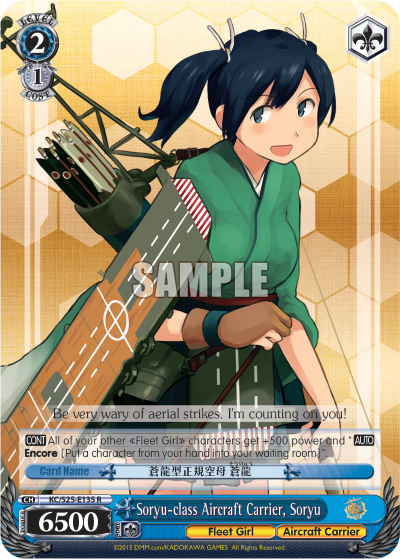 LEVEL
2
1
COST
SAMPLE
Be very wary of aerial strikes. I'm counting on you!
CONT All of your other «Fleet Girl» characters get +500 power and "AUTO
Encore [Put a character from your hand into your waiting room]".
Card Name 蒼龍型正規空母 蒼龍
CH KC/S25-E135 R
Soryu-class Aircraft Carrier, Soryu
6500
Fleet Girl
Aircraft Carrier
©2015 DMM.com/KADOKAWA GAMES All Rights Reserved.